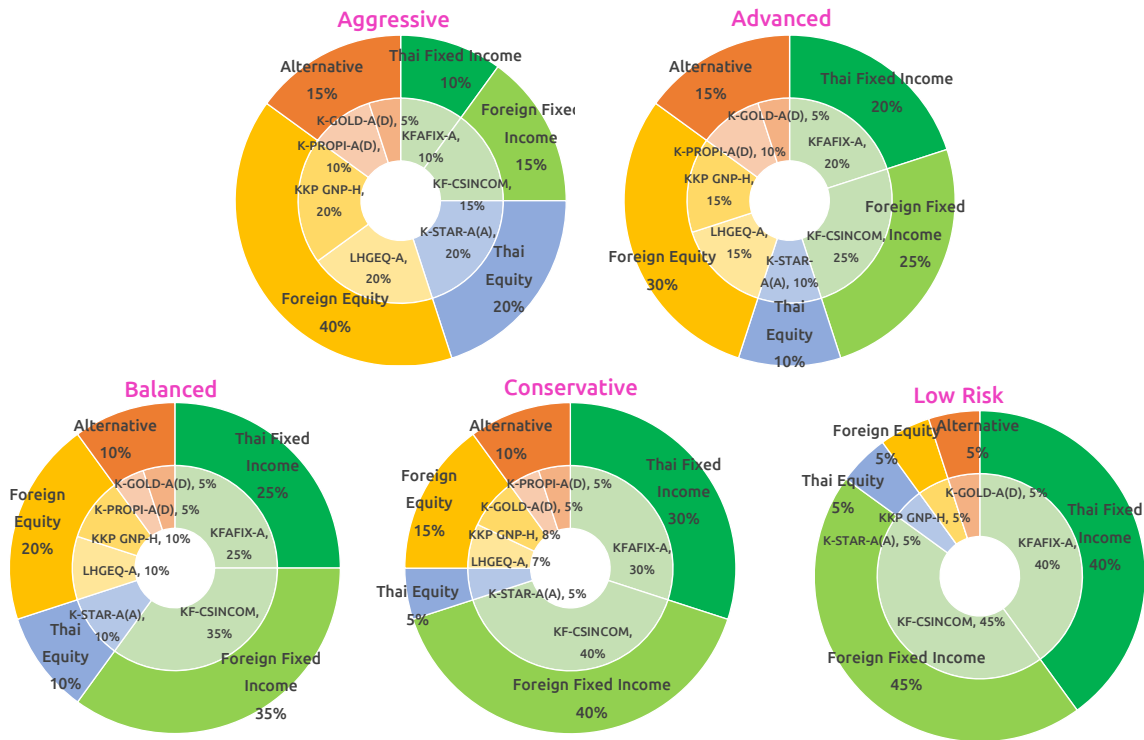 Aggressive
Thai Fixed Income
10%
Foreign Fixed
Income
15%
Thai
Equity
20%
Foreign Equity
40%
Alternative
15%
KFAFIX-A,
10%
KF-CSINCOM,
15%
K-STAR-A(A),
20%
LHGEQ-A,
20%
KKP GNP-H,
20%
K-PROPI-A(D),
10%
K-GOLD-A(D), 5%
Advanced
Thai Fixed Income
20%
Foreign Fixed
Income
25%
Thai
Equity
10%
Foreign Equity
30%
Alternative
15%
KFAFIX-A,
20%
KF-CSINCOM,
25%
K-STAR-
A(A), 10%
LHGEQ-A,
15%
KKP GNP-H,
15%
K-PROPI-A(D), 10%
K-GOLD-A(D), 5%
Balanced
Thai Fixed
Income
25%
Foreign Fixed
Income
35%
Thai
Equity
10%
Foreign
Equity
20%
Alternative
10%
KFAFIX-A,
25%
KF-CSINCOM,
35%
K-STAR-A(A),
10%
LHGEQ-A, 10%
KKP GNP-H, 10%
K-PROPI-A(D), 5%
K-GOLD-A(D), 5%
Conservative
Thai Fixed
Income
30%
Foreign Fixed Income
40%
Thai Equity
5%
Foreign
Equity
15%
Alternative
10%
KFAFIX-A,
30%
KF-CSINCOM,
40%
K-STAR-A(A), 5%
LHGEQ-A, 7%
KKP GNP-H, 8%
K-GOLD-A(D), 5%
K-PROPI-A(D), 5%
Low Risk
Thai Fixed
Income
40%
Foreign Fixed Income
45%
Thai Equity
5%
Foreign Equity
5%
Alternative
5%
KFAFIX-A,
40%
KF-CSINCOM, 45%
K-STAR-A(A), 5%
KKP GNP-H, 5%
K-GOLD-A(D), 5%